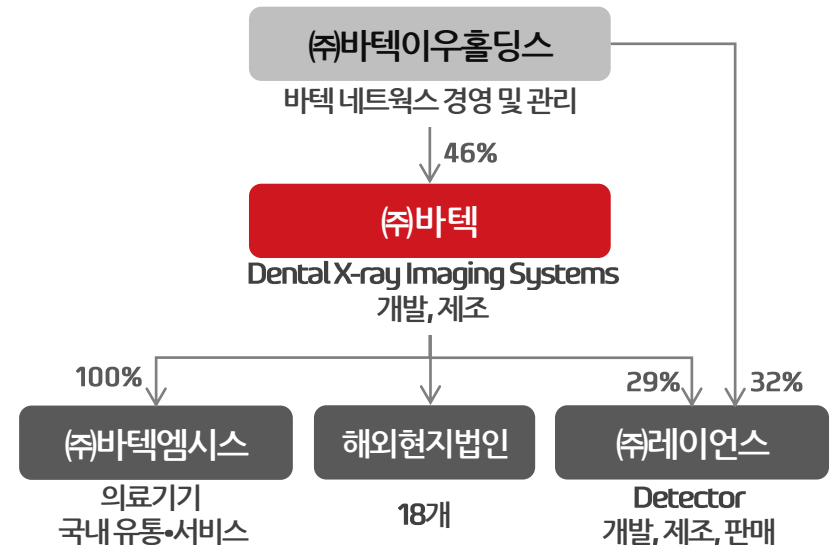 ㈜바텍이우홀딩스
바텍 네트웍스 경영 및 관리
46%
㈜바텍
Dental X-ray Imaging Systems
개발, 제조
100%
29%
32%
㈜바텍엠시스
해외현지법인
㈜레이언스
의료기기
국내 유통•서비스
18개
Detector
개발, 제조, 판매